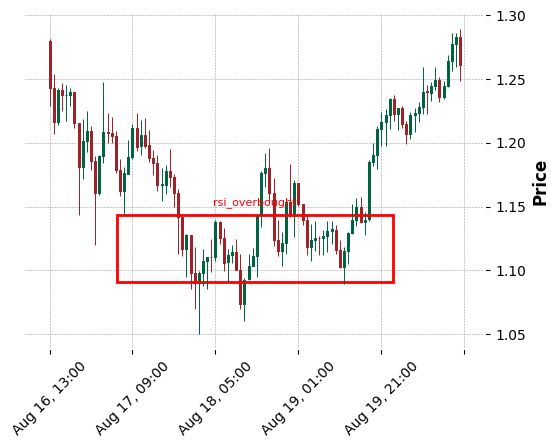 1.30
1.25
1.20
rsi_overbought
1.15
1.10
1.05
Price
Aug 16, 13:00
Aug 17, 09:00
Aug 18, 05:00
Aug 19, 01:00
Aug 19, 21:00